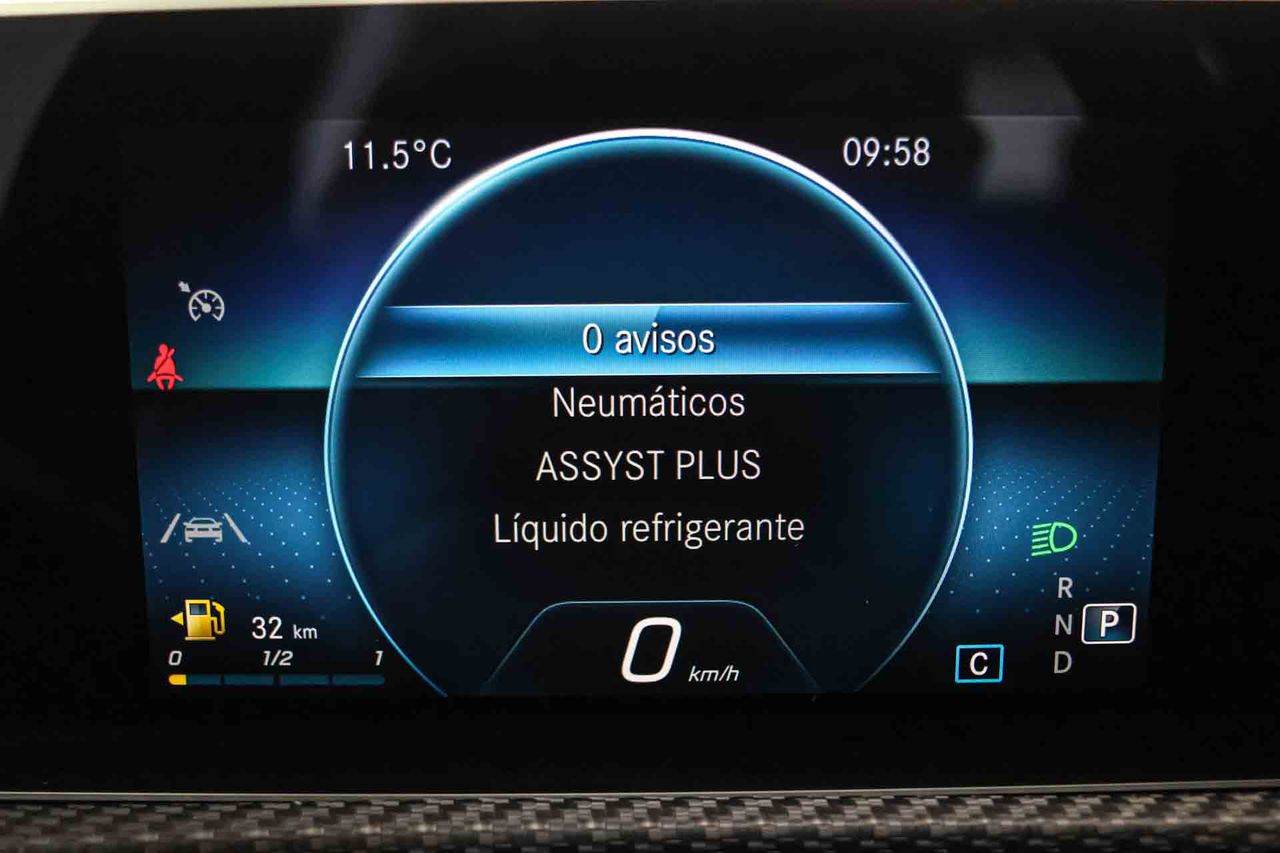 11.5°C
09:58
0 avisos
Neumáticos
ASSYST PLUS
Líquido refrigerante
32 km
0 1/2 1
0 km/h
C
R
N P
D